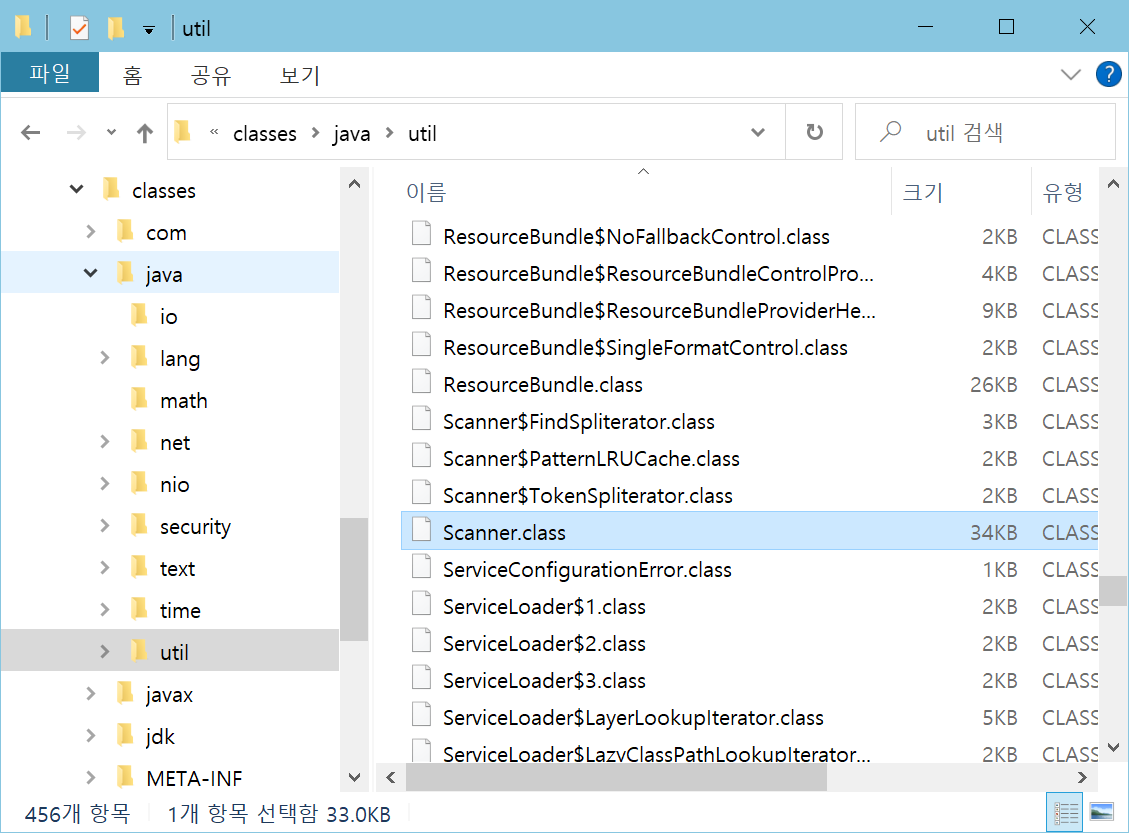 util
파일 홈 공유 보기
?
« classes java util
util 검색
classes
com
java
io
lang
math
net
nio
security
text
time
util
javax
jdk
META-INF
이름 크기 유형
ResourceBundle$NoFallbackControl.class 2KB CLASS
ResourceBundle$ResourceBundleControlPro... 4KB CLASS
ResourceBundle$ResourceBundleProviderHe... 9KB CLASS
ResourceBundle$SingleFormatControl.class 2KB CLASS
ResourceBundle.class 26KB CLASS
Scanner$FindSpliterator.class 3KB CLASS
Scanner$PatternLRUCache.class 2KB CLASS
Scanner$TokenSpliterator.class 2KB CLASS
Scanner.class 34KB CLASS
ServiceConfigurationError.class 1KB CLASS
ServiceLoader$1.class 2KB CLASS
ServiceLoader$2.class 2KB CLASS
ServiceLoader$3.class 2KB CLASS
ServiceLoader$LayerLookupIterator.class 5KB CLASS
ServiceLoader$LazyClassPathLookupIterator... 2KB CLASS
456개 항목 1개 항목 선택함 33.0KB